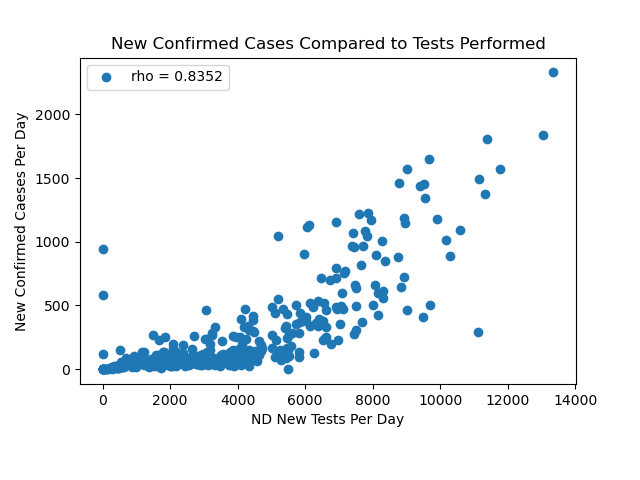 New Confirmed Cases Compared to Tests Performed
rho = 0.8352
New Confirmed Caeses Per Day
2000
1500
1000
500
0
0 2000 4000 6000 8000 10000 12000 14000
ND New Tests Per Day